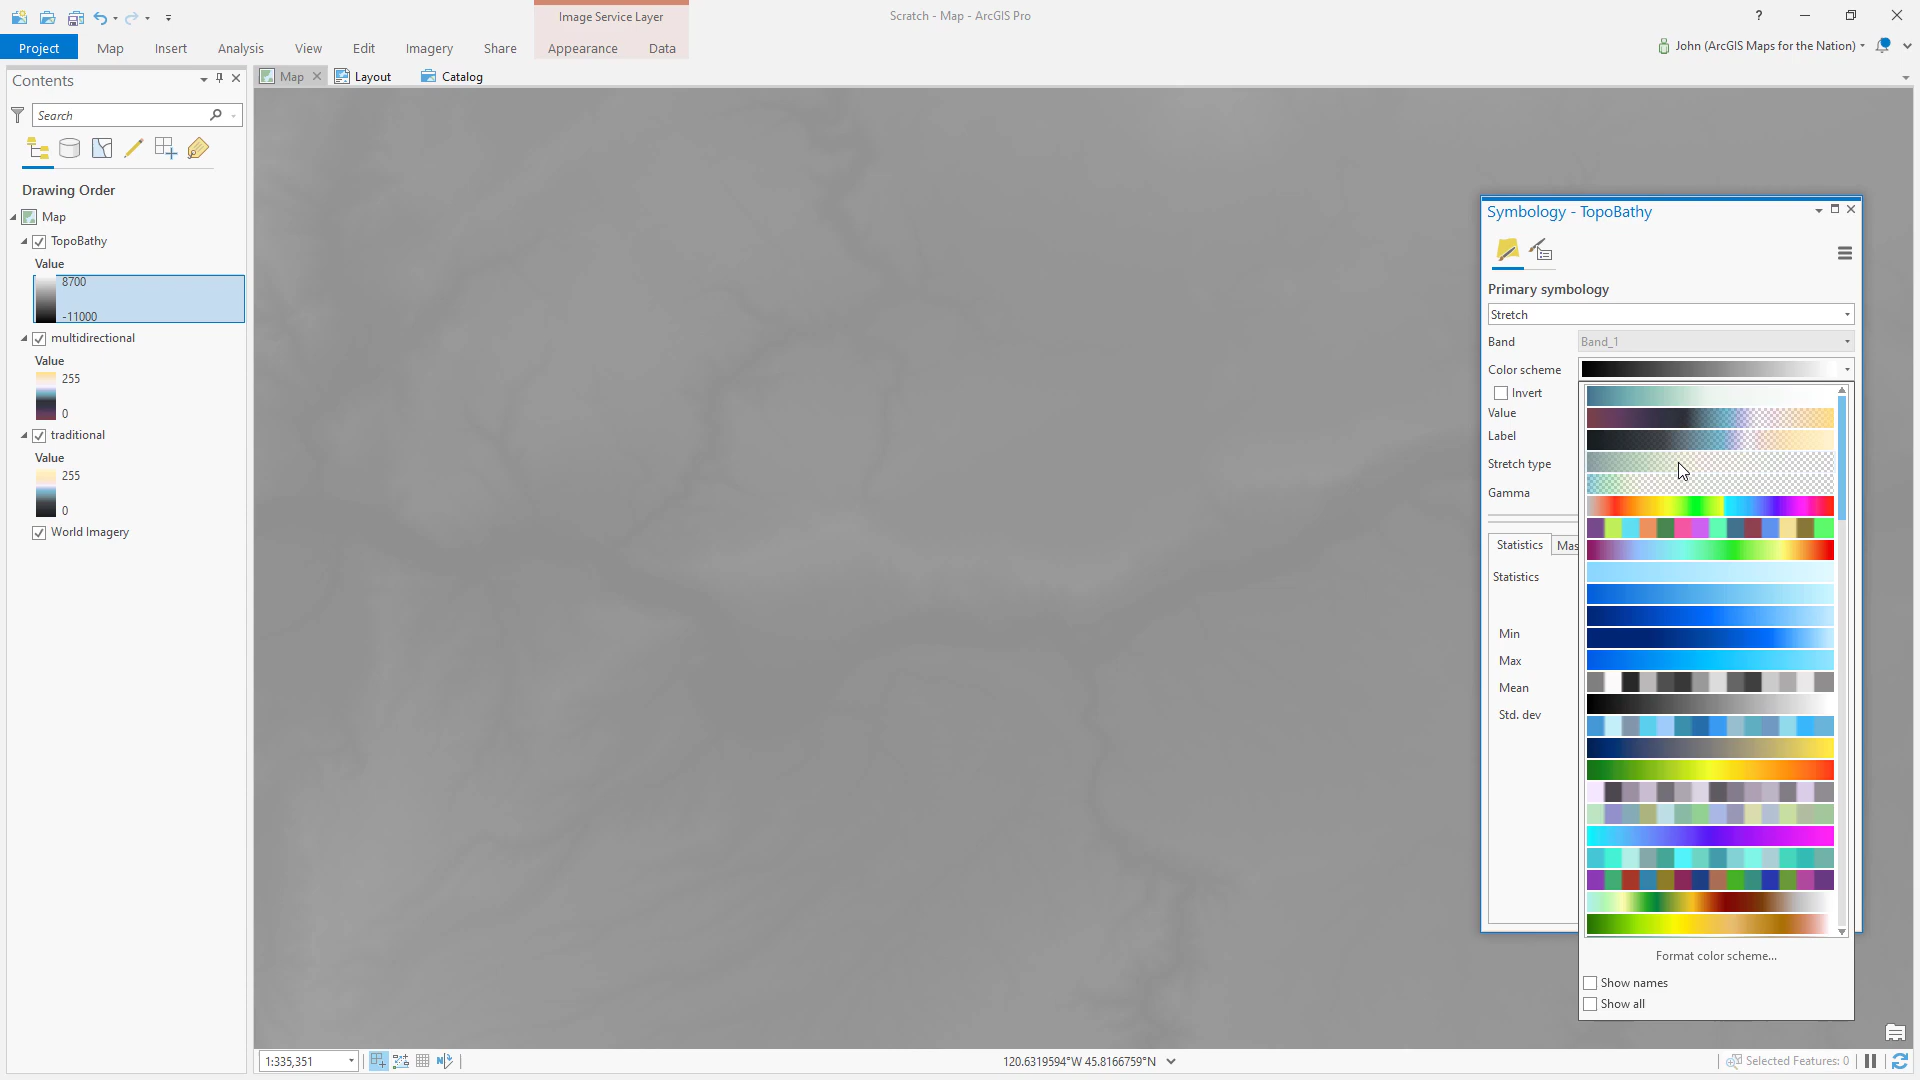 Image Service Layer
Scratch - Map - ArcGIS Pro
?
Project
Map
Insert
Analysis
View
Edit
Imagery
Share
Appearance
Data
John (ArcGIS Maps for the Nation)
Contents
Map
Layout
Catalog
Search
Drawing Order
Map
TopoBathy
Value
8700
-11000
multidirectional
Value
255
0
traditional
Value
255
0
World Imagery
Symbology - TopoBathy
Primary symbology
Stretch
Band
Band_1
Color scheme
Invert
Value
Label
Stretch type
Gamma
Statistics
Mas
Statistics
Min
Max
Mean
Std. dev
Format color scheme...
Show names
Show all
1:335,351
120.6319594°W 45.8166759°N
Selected Features: 0